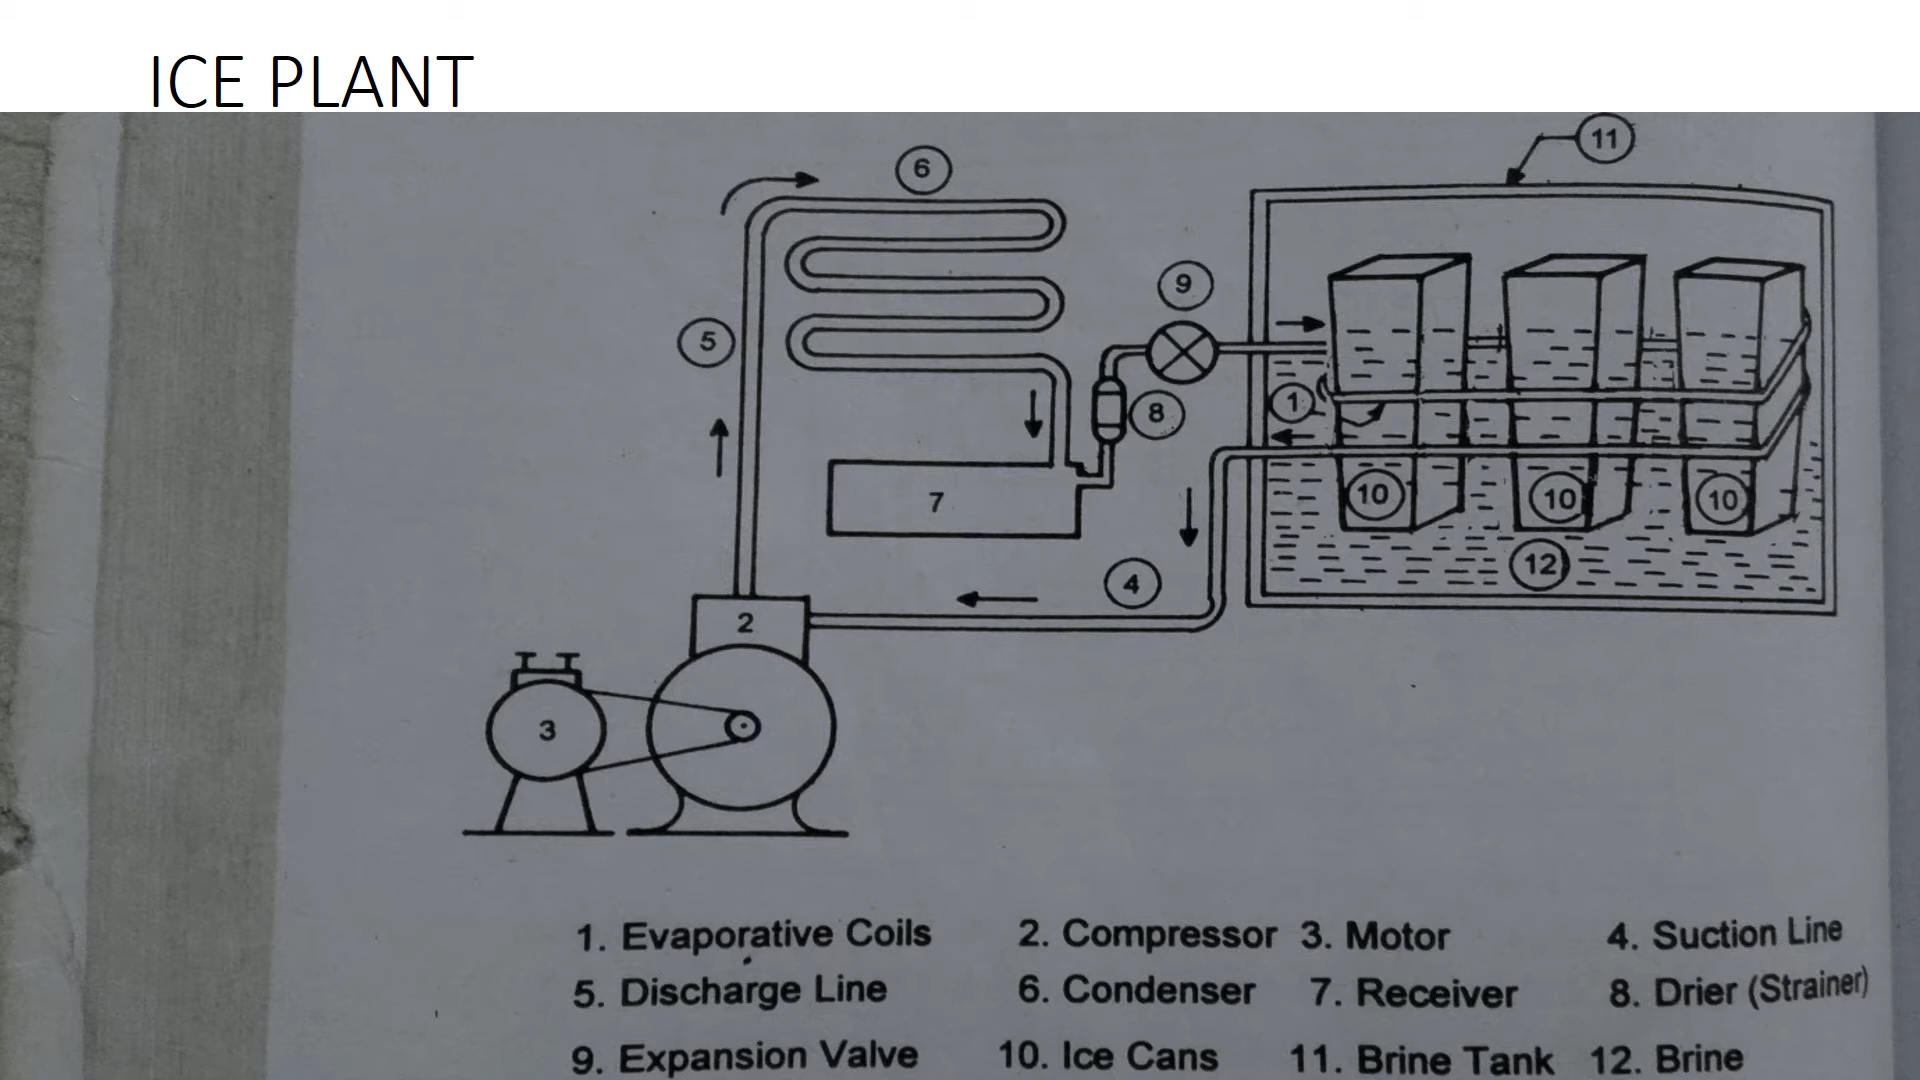 ICE PLANT
11
6
9
5
1
8
10 10 10
7
12
4
2
3
1. Evaporative Coils 2. Compressor 3. Motor 4. Suction Line
5. Discharge Line 6. Condenser 7. Receiver 8. Drier (Strainer)
9. Expansion Valve 10. Ice Cans 11. Brine Tank 12. Brine